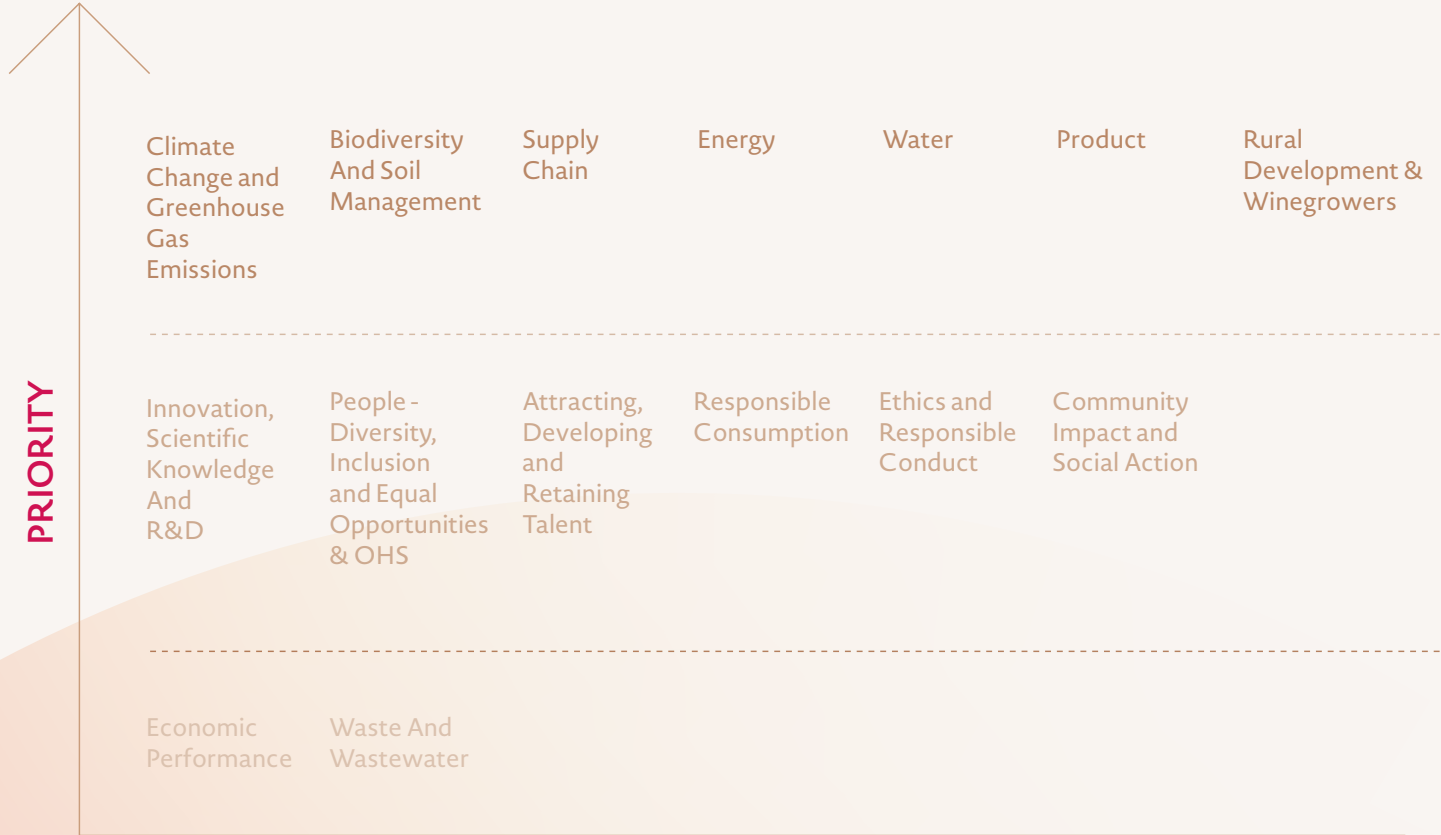 Climate
Change and
Greenhouse
Gas
Emissions
Biodiversity
And Soil
Management
Supply
Chain
Energy
Water
Product
Rural
Development &
Winegrowers
PRIORITY
Innovation,
Scientific
Knowledge
And
R&D
People -
Diversity,
Inclusion
and Equal
Opportunities
& OHS
Attracting,
Developing
and
Retaining
Talent
Responsible
Consumption
Ethics and
Responsible
Conduct
Community
Impact and
Social Action
Economic
Performance
Waste And
Wastewater